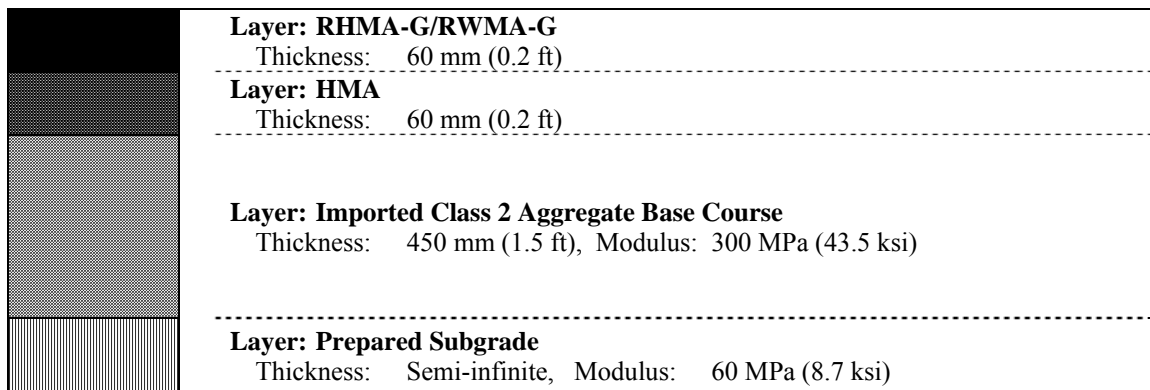 Layer: RHMA-G/RWMA-G
Thickness: 60 mm (0.2 ft)
Layer: HMA
Thickness: 60 mm (0.2 ft)
Layer: Imported Class 2 Aggregate Base Course
Thickness: 450 mm (1.5 ft), Modulus: 300 MPa (43.5 ksi)
Layer: Prepared Subgrade
Thickness: Semi-infinite, Modulus: 60 MPa (8.7 ksi)